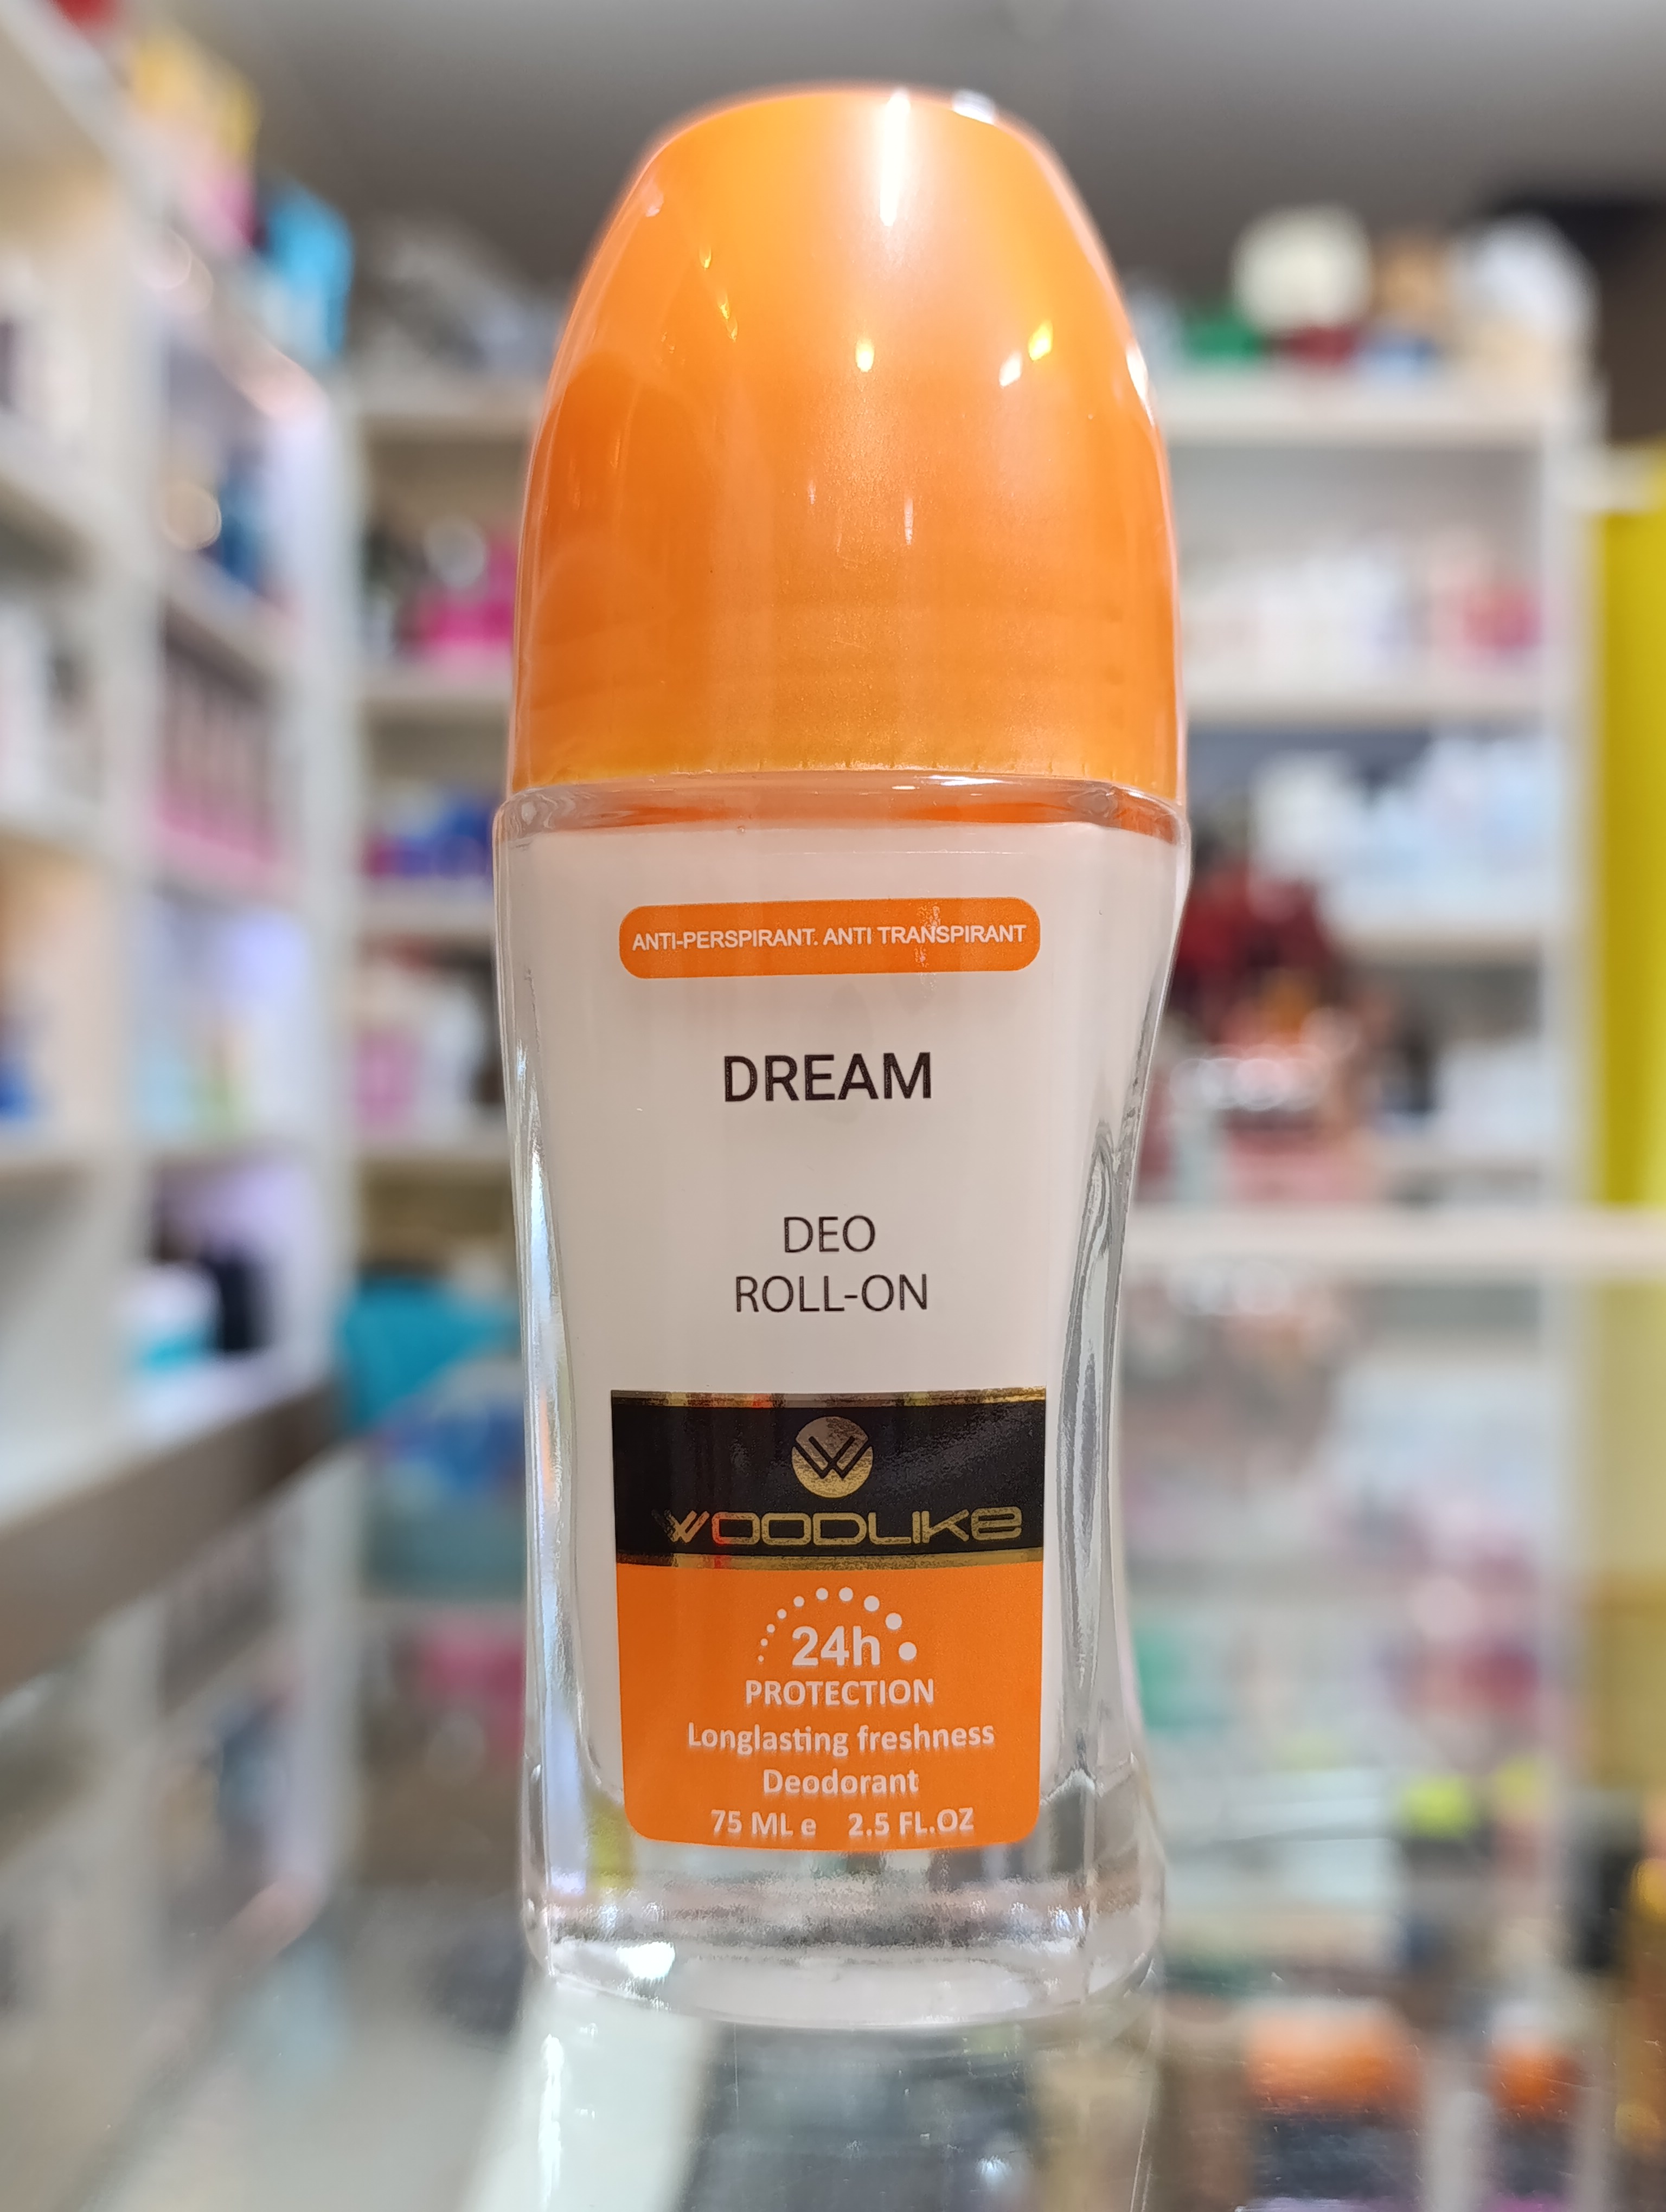 ANTI-PERSPIRANT. ANTI TRANSPIRANT
DREAM
DEO
ROLL-ON
WOODLIKE
24h
PROTECTION
Longlasting freshness
Deodorant
75 ML e 2.5 FL.OZ